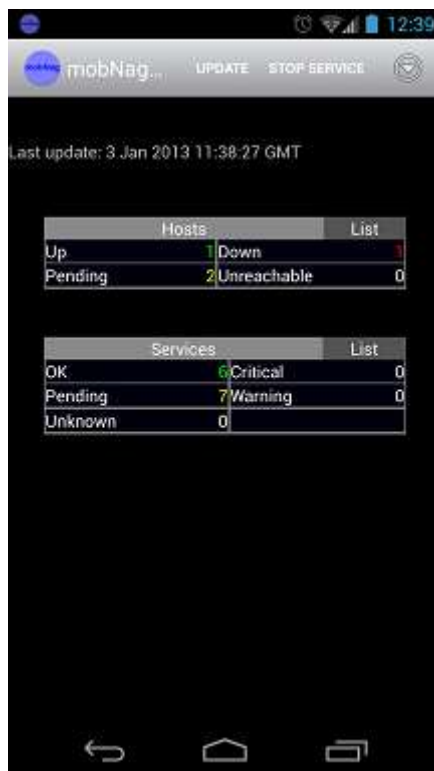 12:39
mobNag... UPDATE STOP SERVICE
Last update: 3 Jan 2013 11:38:27 GMT
Hosts List
Up 1 Down 1
Pending 2 Unreachable 0
Services List
OK 6 Critical 0
Pending 7 Warning 0
Unknown 0